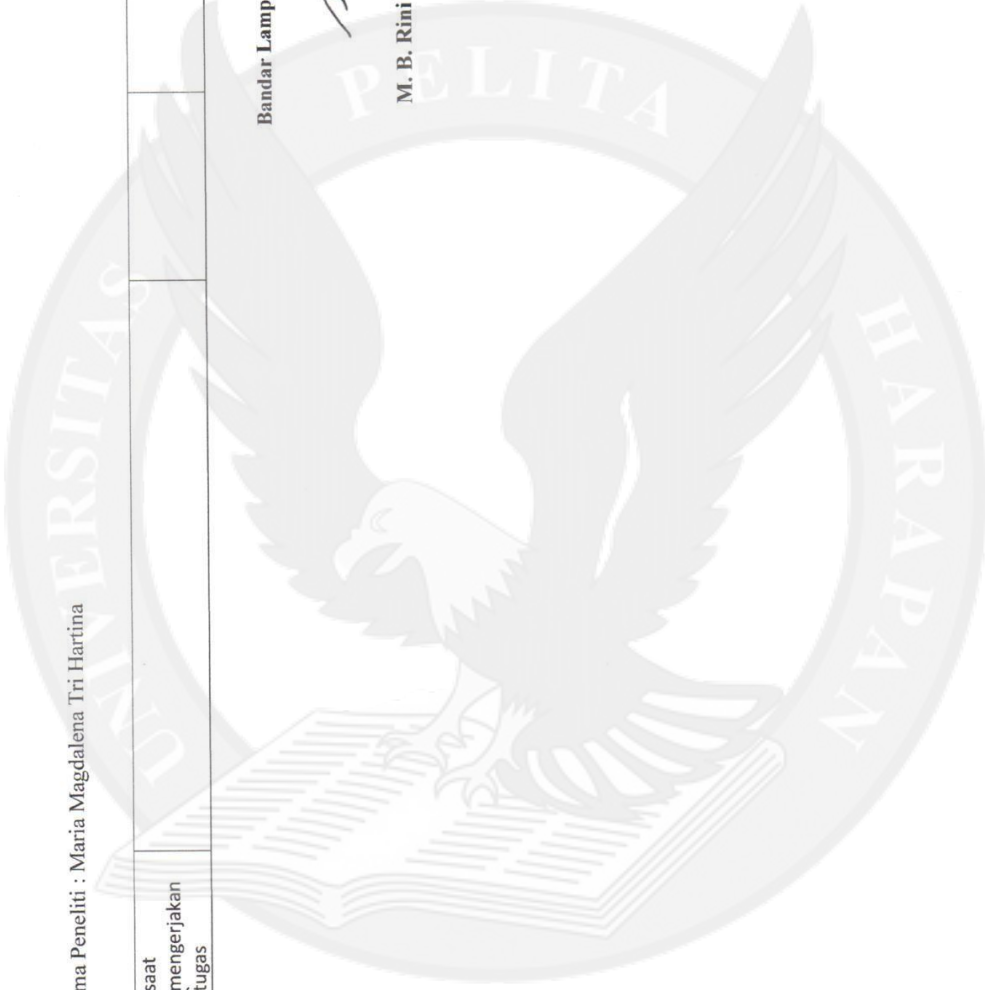 ma Peneliti : Maria Magdalena Tri Hartina
saat
mengerjakan
tugas
Bandar Lamp
M. B. Rini
UNIVERSITAS PELITA HARAPAN